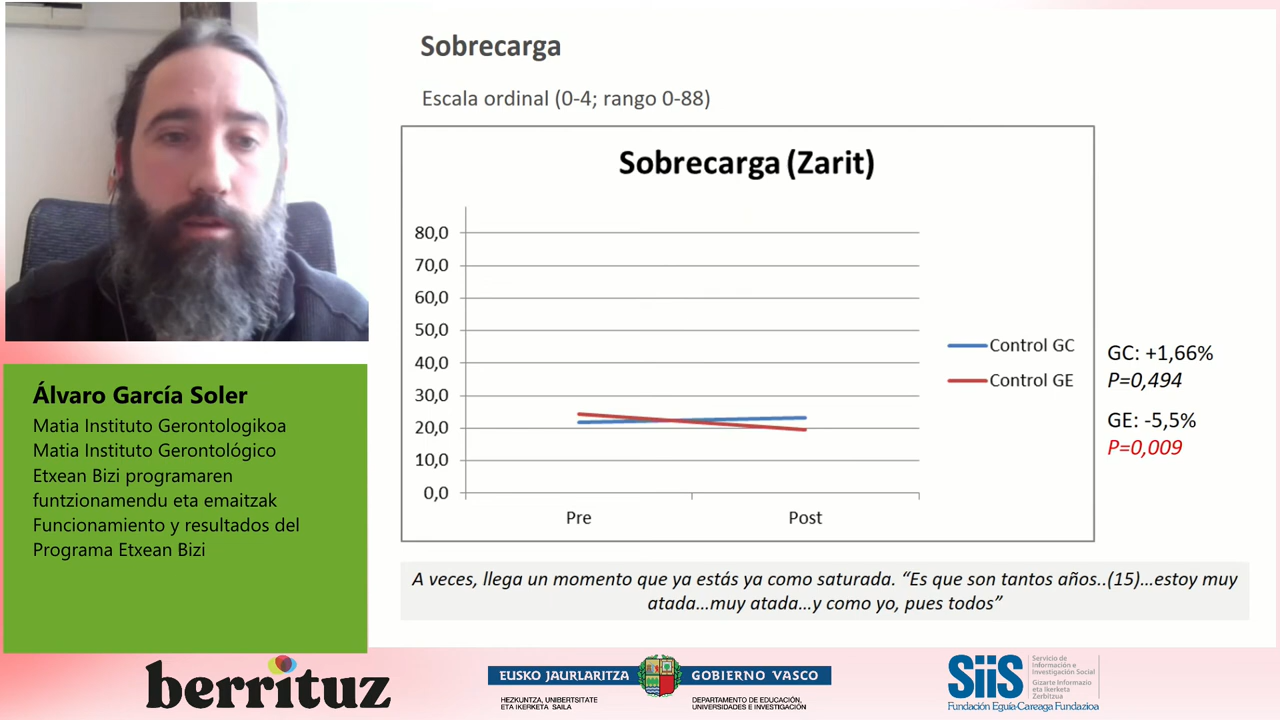 Sobrecarga
Escala ordinal (0-4; rango 0-88)
Sobrecarga (Zarit)
80,0
70,0
60,0
50,0
40,0
30,0
20,0
10,0
0,0
Pre
Post
Control GC
Control GE
GC: +1,66%
P=0,494
GE: -5,5%
P=0,009
A veces, llega un momento que ya estás ya como saturada. “Es que son tantos años..(15)…estoy muy
atada…muy atada…y como yo, pues todos”
Álvaro García Soler
Matia Instituto Gerontologikoa
Matia Instituto Gerontológico
Etxean Bizi programaren
funtzionamendu eta emaitzak
Funcionamiento y resultados del
Programa Etxean Bizi
berrituz
EUSKO JAURLARITZA
GOBIERNO VASCO
HEZKUNTZA, UNIBERTSITATE
ETA IKERKETA SAILA
DEPARTAMENTO DE EDUCACIÓN,
UNIVERSIDADES E INVESTIGACIÓN
SiiS
Servicio de
Información e
Investigación Social
Gizarte Informazio
eta Ikerketa
Zerbitzua
Fundación Eguía-Careaga Fundazioa